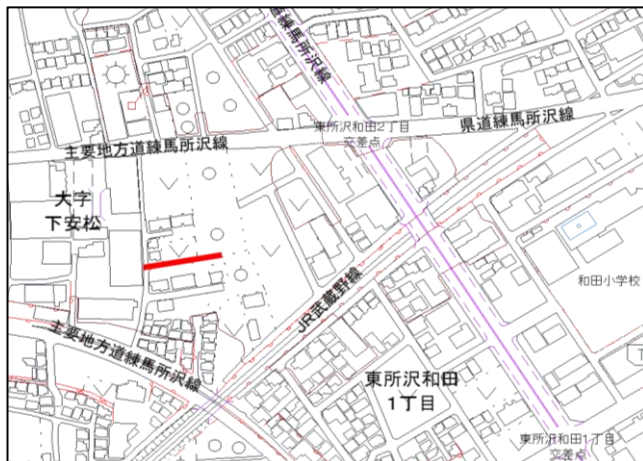 練馬所沢線
県道練馬所沢線
東所沢和田2丁目
交差点
主要地方道練馬所沢線
大字
下安松
和田小学校
JR武蔵野線
主要地方道練馬所沢線
東所沢和田
1丁目
東所沢和田1丁目
交差点